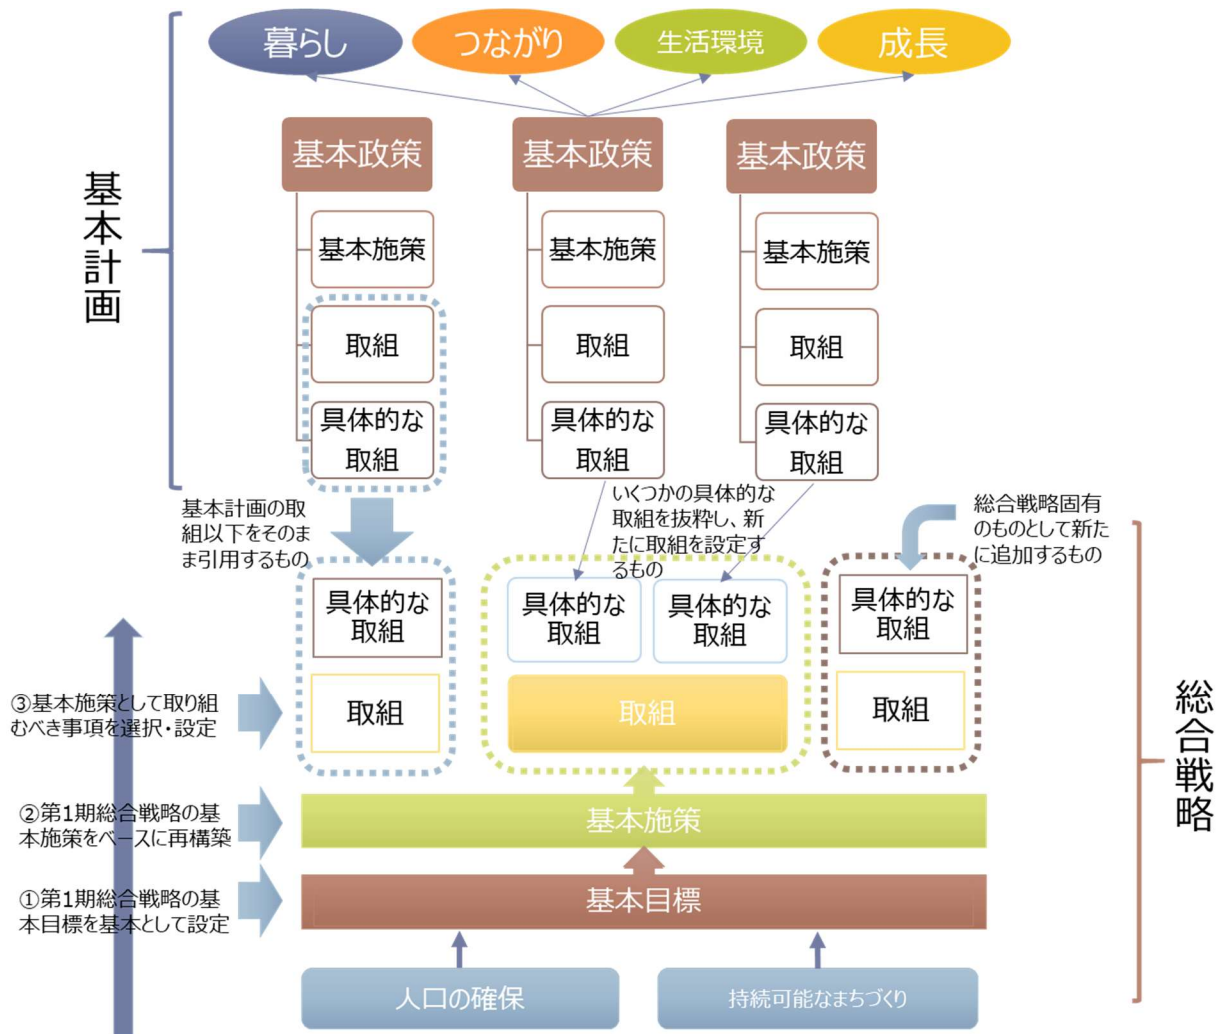 暮らし
つながり
生活環境
成長
基本計画
基本政策
基本政策
基本政策
基本施策
基本施策
基本施策
取組
取組
取組
具体的な
取組
具体的な
取組
具体的な
取組
基本計画の取
組以下をそのま
ま引用するもの
いくつかの具体的な
取組を抜粋し、新
たに取組を設定す
るもの
総合戦略固有
のものとして新た
に追加するもの
具体的な
取組
具体的な
取組
具体的な
取組
具体的な
取組
③基本施策として取り組
むべき事項を選択・設定
取組
取組
取組
総合戦略
②第1期総合戦略の基
本施策をベースに再構築
基本施策
①第1期総合戦略の基
本目標を基本として設定
基本目標
人口の確保
持続可能なまちづくり